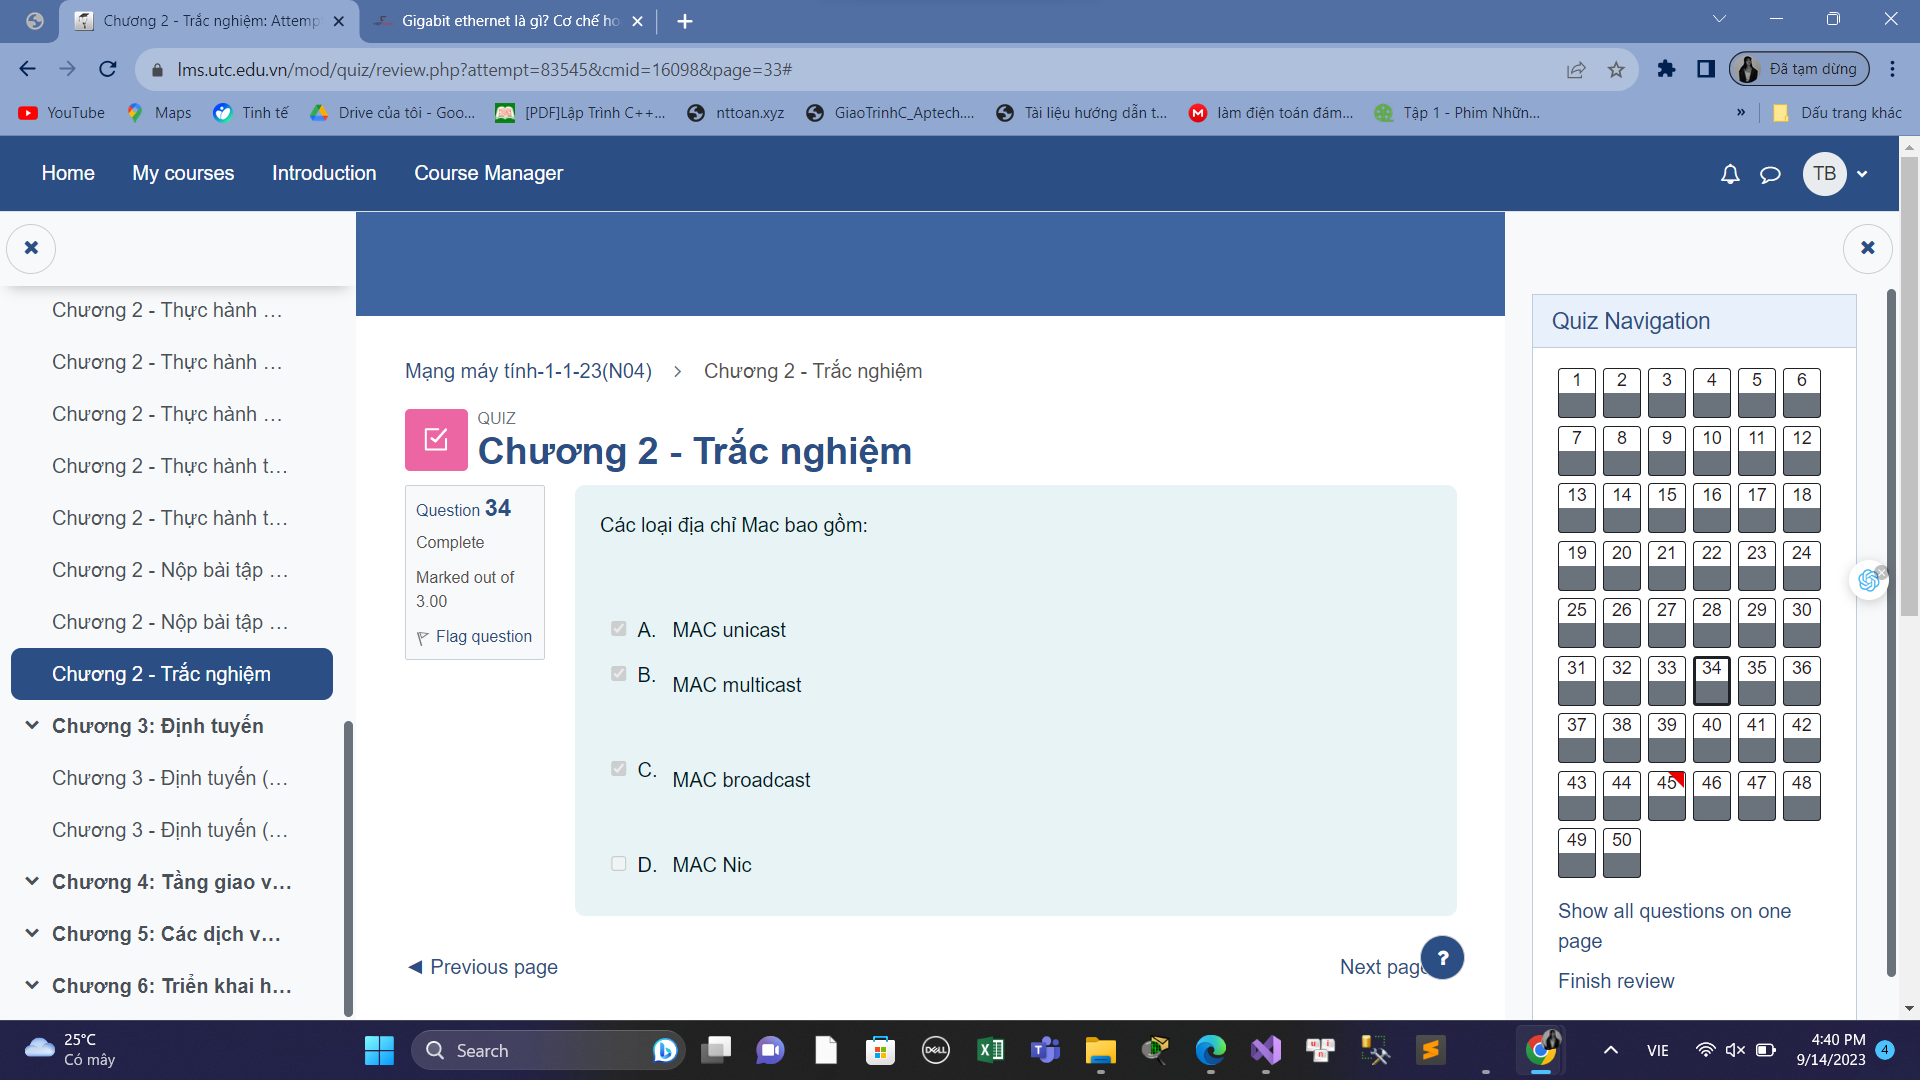 Chương 2 - Trắc nghiệm: Attemp
Gigabit ethernet là gì? Cơ chế ho
lms.utc.edu.vn/mod/quiz/review.php?attempt=83545&cmid=16098&page=33#
Đã tạm dừng
YouTube
Maps
Tinh tế
Drive của tôi - Goo...
[PDF]Lập Trình C++...
nttoan.xyz
GiaoTrinhC_Aptech....
Tài liệu hướng dẫn t...
làm điện toán đám...
Tập 1 - Phim Nhữn...
»
Dấu trang khác
Home
My courses
Introduction
Course Manager
TB
Chương 2 - Thực hành ...
Chương 2 - Thực hành ...
Chương 2 - Thực hành ...
Chương 2 - Thực hành t...
Chương 2 - Thực hành t...
Chương 2 - Nộp bài tập ...
Chương 2 - Nộp bài tập ...
Chương 2 - Trắc nghiệm
Chương 3: Định tuyến
Chương 3 - Định tuyến (...
Chương 3 - Định tuyến (...
Chương 4: Tầng giao v...
Chương 5: Các dịch v...
Chương 6: Triển khai h...
Mạng máy tính-1-1-23(N04) > Chương 2 - Trắc nghiệm
QUIZ
Chương 2 - Trắc nghiệm
Question 34
Complete
Marked out of
3.00
Flag question
Các loại địa chỉ Mac bao gồm:
A. MAC unicast
B. MAC multicast
C. MAC broadcast
D. MAC Nic
◄ Previous page
Next page
?
Quiz Navigation
1 2 3 4 5 6
7 8 9 10 11 12
13 14 15 16 17 18
19 20 21 22 23 24
25 26 27 28 29 30
31 32 33 34 35 36
37 38 39 40 41 42
43 44 45 46 47 48
49 50
Show all questions on one
page
Finish review
25°C
Có mây
Search
DELL
VIE
4:40 PM
9/14/2023
4